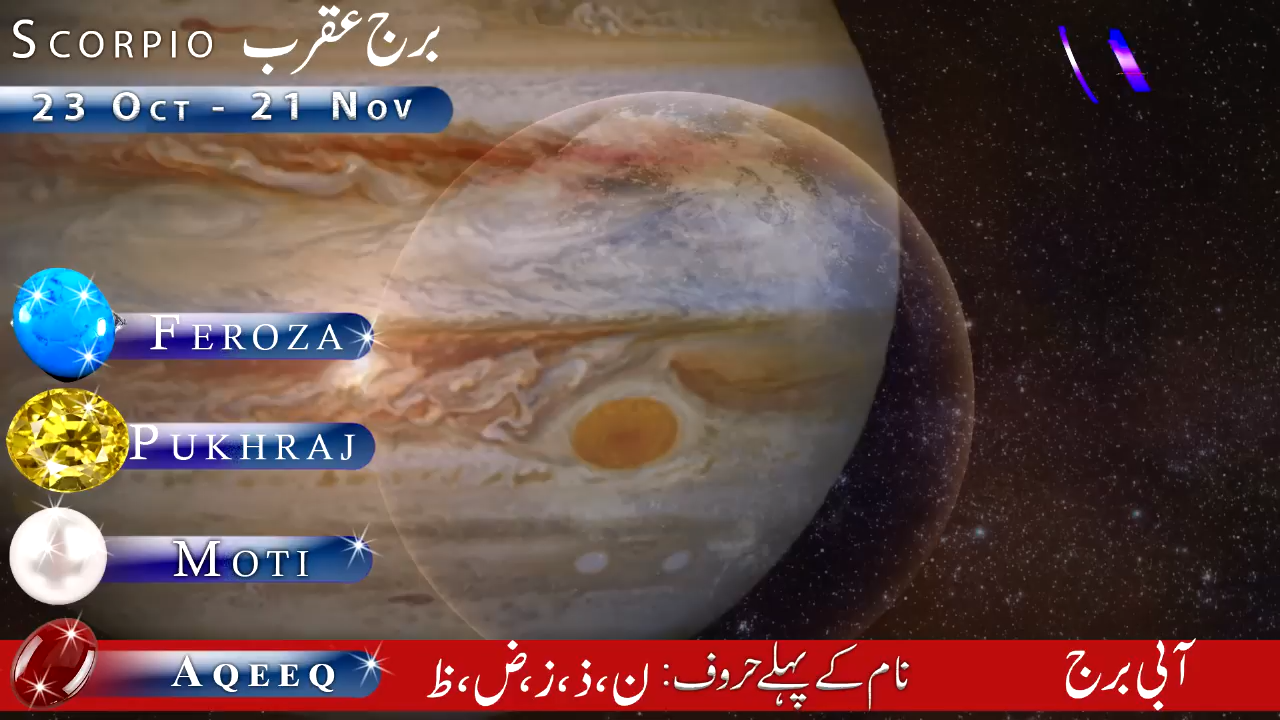 Scorpio برج عقرب
23 Oct - 21 Nov
Feroza
Pukhraj
Moti
Aqeeq
نام کے پہلے حروف: ن، ذ، ز، ض، ظ
آبی برج